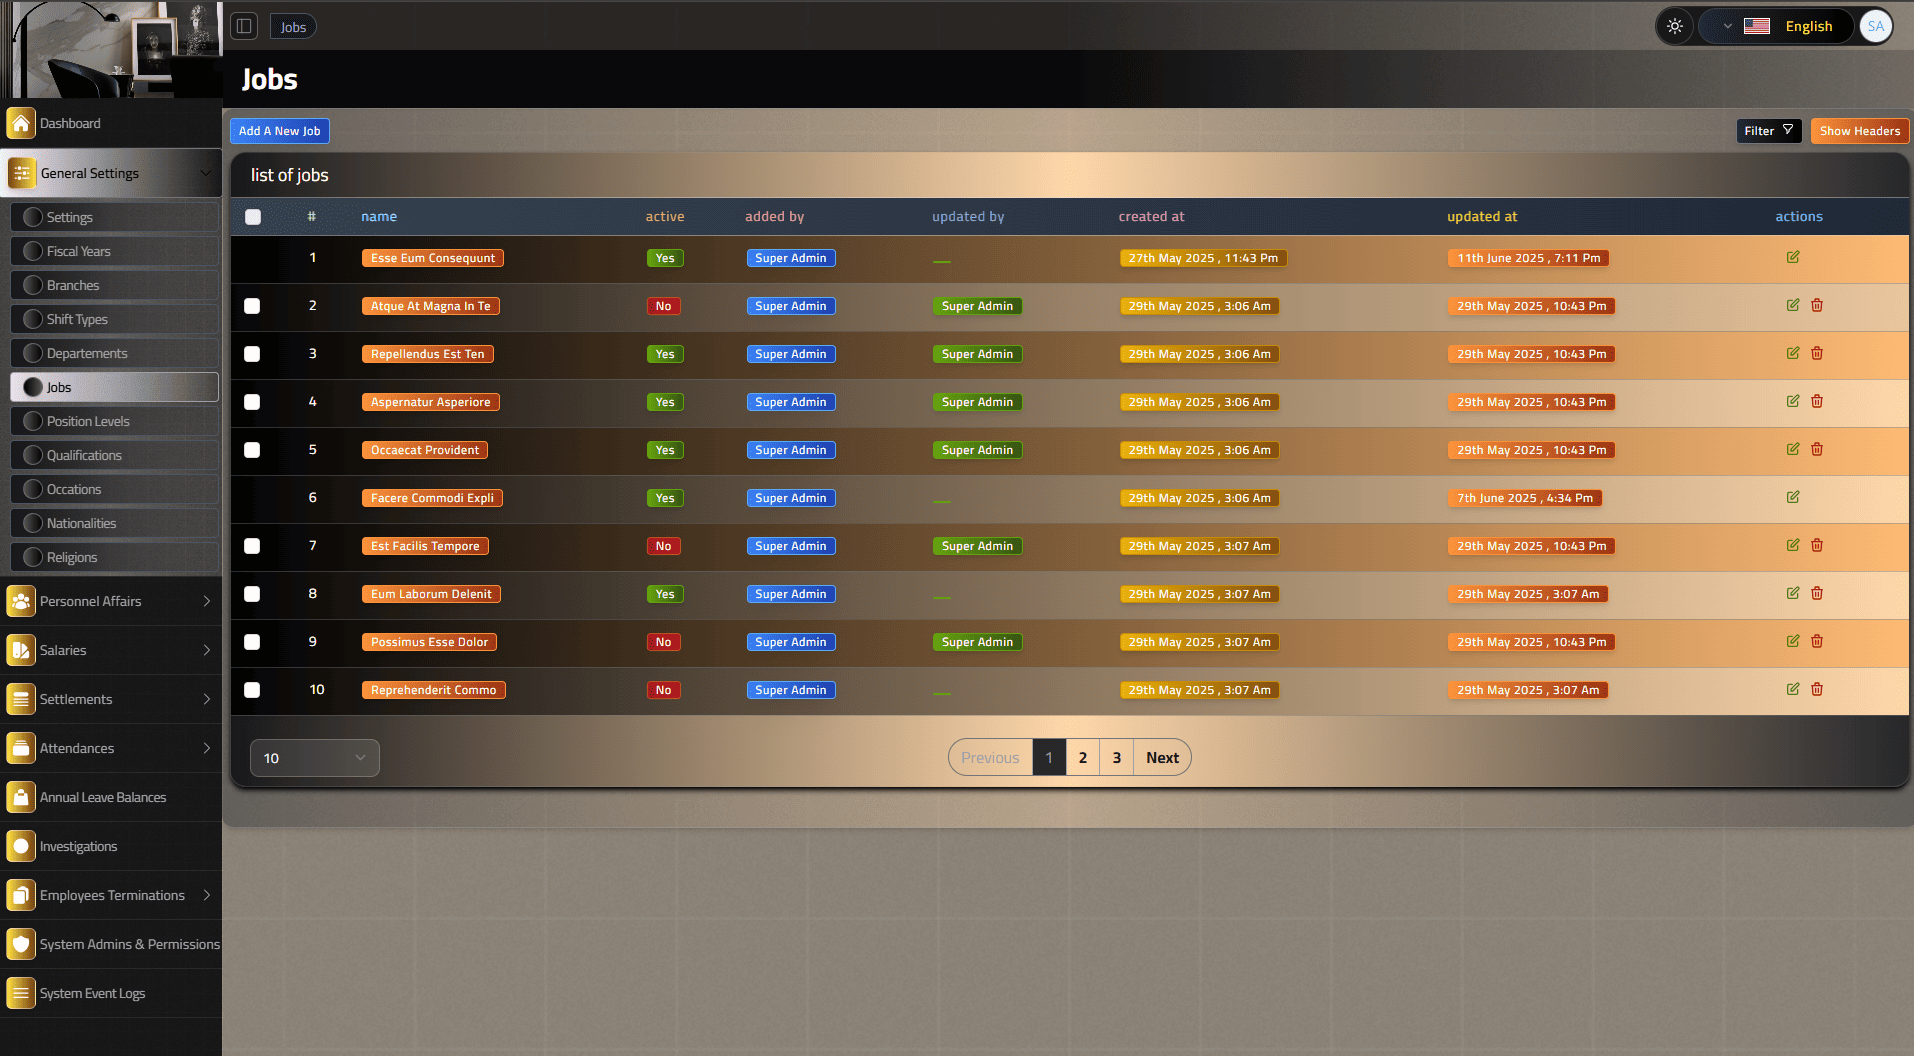 Jobs
English
SA
Jobs
Dashboard
General Settings
Settings
Fiscal Years
Branches
Shift Types
Departements
Jobs
Position Levels
Qualifications
Occations
Nationalities
Religions
Personnel Affairs
Salaries
Settlements
Attendances
Annual Leave Balances
Investigations
Employees Terminations
System Admins & Permissions
System Event Logs
Add A New Job
Filter
Show Headers
list of jobs
# name active added by updated by created at updated at actions
1 Esse Eum Consequunt Yes Super Admin __ 27th May 2025 , 11:43 Pm 11th June 2025 , 7:11 Pm
2 Atque At Magna In Te No Super Admin Super Admin 29th May 2025 , 3:06 Am 29th May 2025 , 10:43 Pm
3 Repellendus Est Ten Yes Super Admin Super Admin 29th May 2025 , 3:06 Am 29th May 2025 , 10:43 Pm
4 Aspernatur Asperiore Yes Super Admin Super Admin 29th May 2025 , 3:06 Am 29th May 2025 , 10:43 Pm
5 Occaecat Provident Yes Super Admin Super Admin 29th May 2025 , 3:06 Am 29th May 2025 , 10:43 Pm
6 Facere Commodi Expli Yes Super Admin __ 29th May 2025 , 3:06 Am 7th June 2025 , 4:34 Pm
7 Est Facilis Tempore No Super Admin Super Admin 29th May 2025 , 3:07 Am 29th May 2025 , 10:43 Pm
8 Eum Laborum Delenit Yes Super Admin __ 29th May 2025 , 3:07 Am 29th May 2025 , 3:07 Am
9 Possimus Esse Dolor No Super Admin Super Admin 29th May 2025 , 3:07 Am 29th May 2025 , 10:43 Pm
10 Reprehenderit Commo No Super Admin __ 29th May 2025 , 3:07 Am 29th May 2025 , 3:07 Am
10
Previous 1 2 3 Next